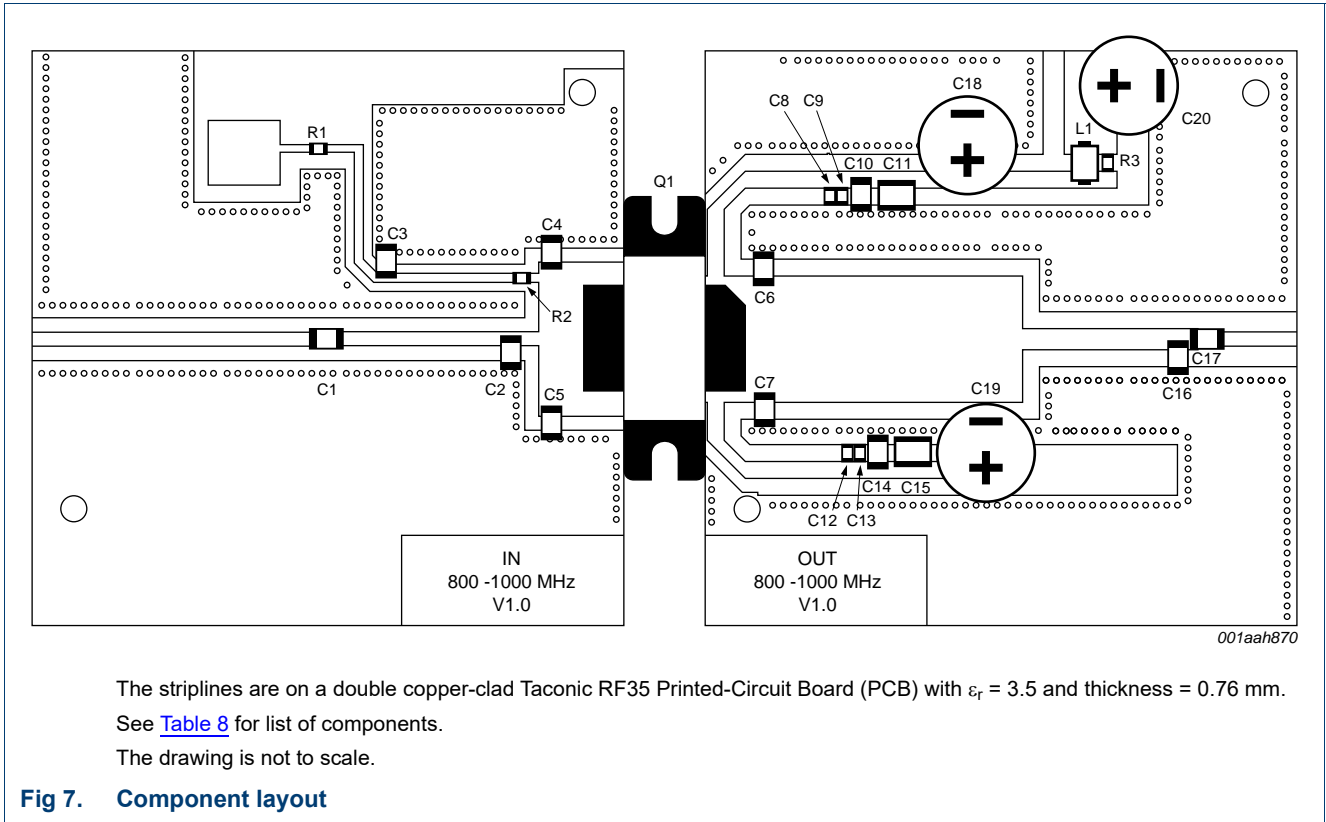 C18
C8 C9
C20
R1
L1
R3
C10 C11
Q1
C3 C4
C6
R2
C17
C1 C2 C16
C7 C19
C5
C14 C15
C12 C13
IN
800 -1000 MHz
V1.0
OUT
800 -1000 MHz
V1.0
001aah870
The striplines are on a double copper-clad Taconic RF35 Printed-Circuit Board (PCB) with εr = 3.5 and thickness = 0.76 mm.
See Table 8 for list of components.
The drawing is not to scale.
Fig 7. Component layout